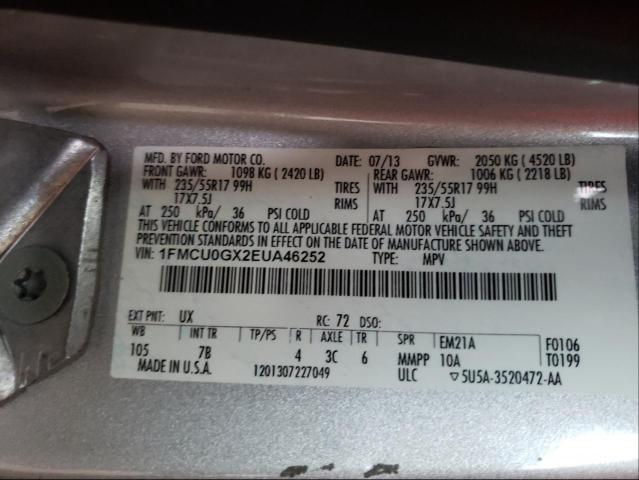 MFD. BY FORD MOTOR CO. DATE: 07/13 GVWR: 2050 KG (4520 LB)
FRONT GAWR: 1098 KG (2420 LB) REAR GAWR: 1006 KG (2218 LB)
WITH 235/55R17 99H TIRES WITH 235/55R17 99H TIRES
17X7.5J RIMS 17X7.5J RIMS
AT 250 kPa/ 36 PSI COLD AT 250 kPa/ 36 PSI COLD
THIS VEHICLE CONFORMS TO ALL APPLICABLE FEDERAL MOTOR VEHICLE SAFETY AND THEFT
PREVENTION STANDARDS IN EFFECT ON THE DATE OF MANUFACTURE SHOWN ABOVE.
VIN: 1FMCU0GX2EUA46252 TYPE: MPV
EXT PNT: UX RC: 72 DSO:
WB INT TR TP/PS R AXLE TR SPR EM21A F0106
105 7B 4 3C 6 MMPP 10A T0199
MADE IN U.S.A. 1201307227049 ULC 5U5A-3520472-AA